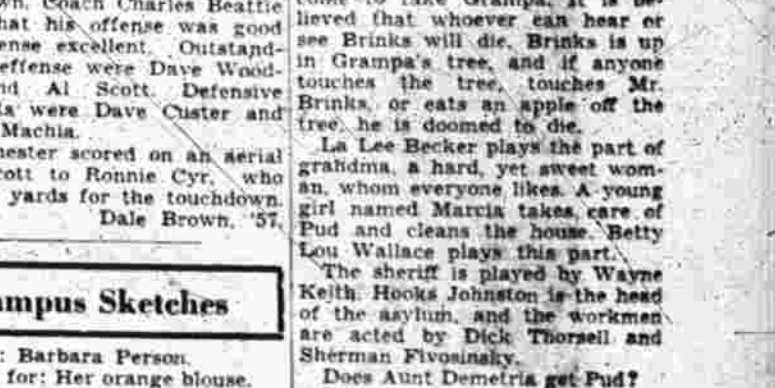 wn. Coach Charles Beattie
hat his offense was good
ense excellent. Outstand-
effense were Dave Wood-
nd Al Scott. Defensive
ts were Dave Custer and
Machia.
hester scored on an aerial
cott to Ronnie Cyr, who
yards for the touchdown.
Dale Brown, '57.
ampus Sketches
: Barbara Person.
for: Her orange blouse.
come to take Grampa. It is be-
lieved that whoever can hear or
see Brinks will die. Brinks is up
in Grampa's tree, and if anyone
touches the tree, touches Mr.
Brinks, or eats an apple off the
tree, he is doomed to die.
La Lee Becker plays the part of
grandma, a hard, yet sweet wom-
an, whom everyone likes. A young
girl named Marcia takes care of
Pud and cleans the house. Betty
Lou Wallace plays this part.
The sheriff is played by Wayne
Keith. Hooks Johnston is the head
of the asylum, and the workmen
are acted by Dick Thorsell and
Sherman Fivosinsky.
Does Aunt Demetria get Pud?